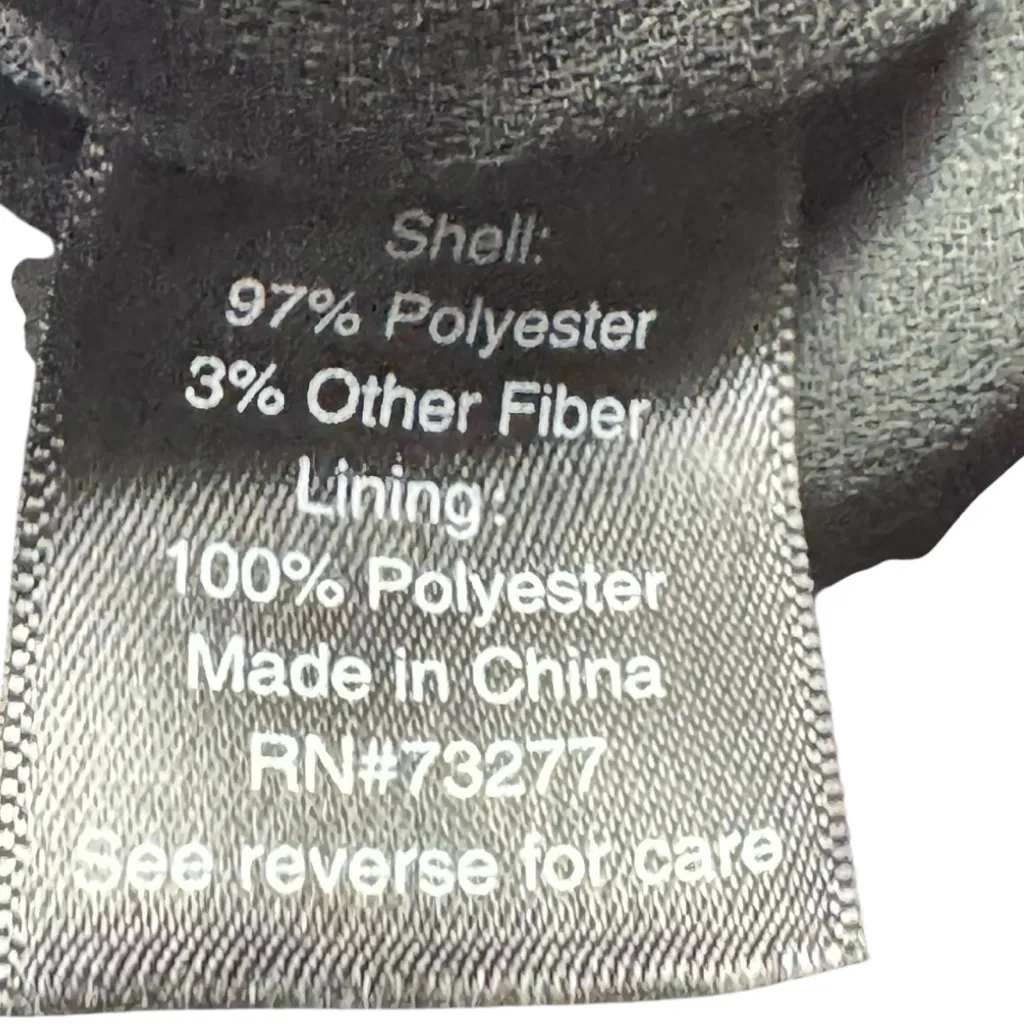 Shell:
97% Polyester
3% Other Fiber
Lining:
100% Polyester
Made in China
RN#73277
See reverse for care